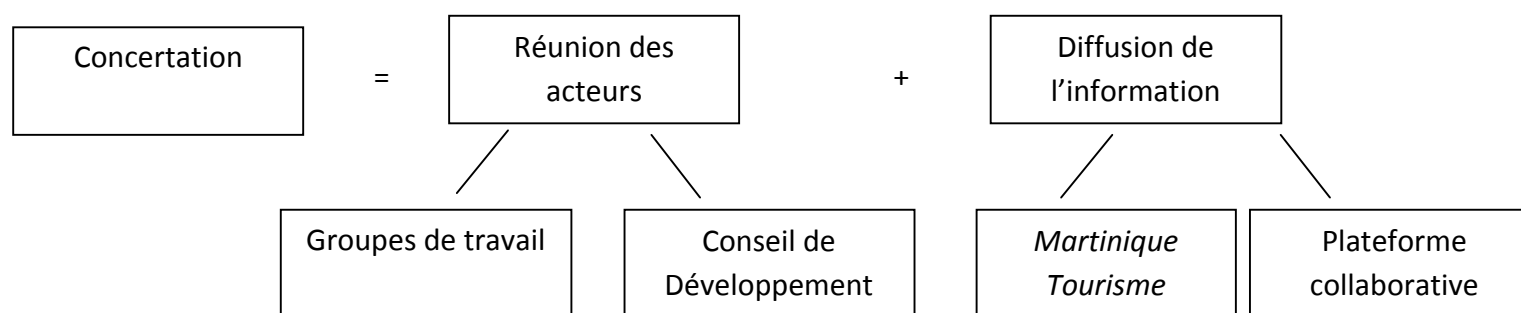 Concertation
=
Réunion des
acteurs
+
Diffusion de
l’information
Groupes de travail
Conseil de
Développement
Martinique
Tourisme
Plateforme
collaborative